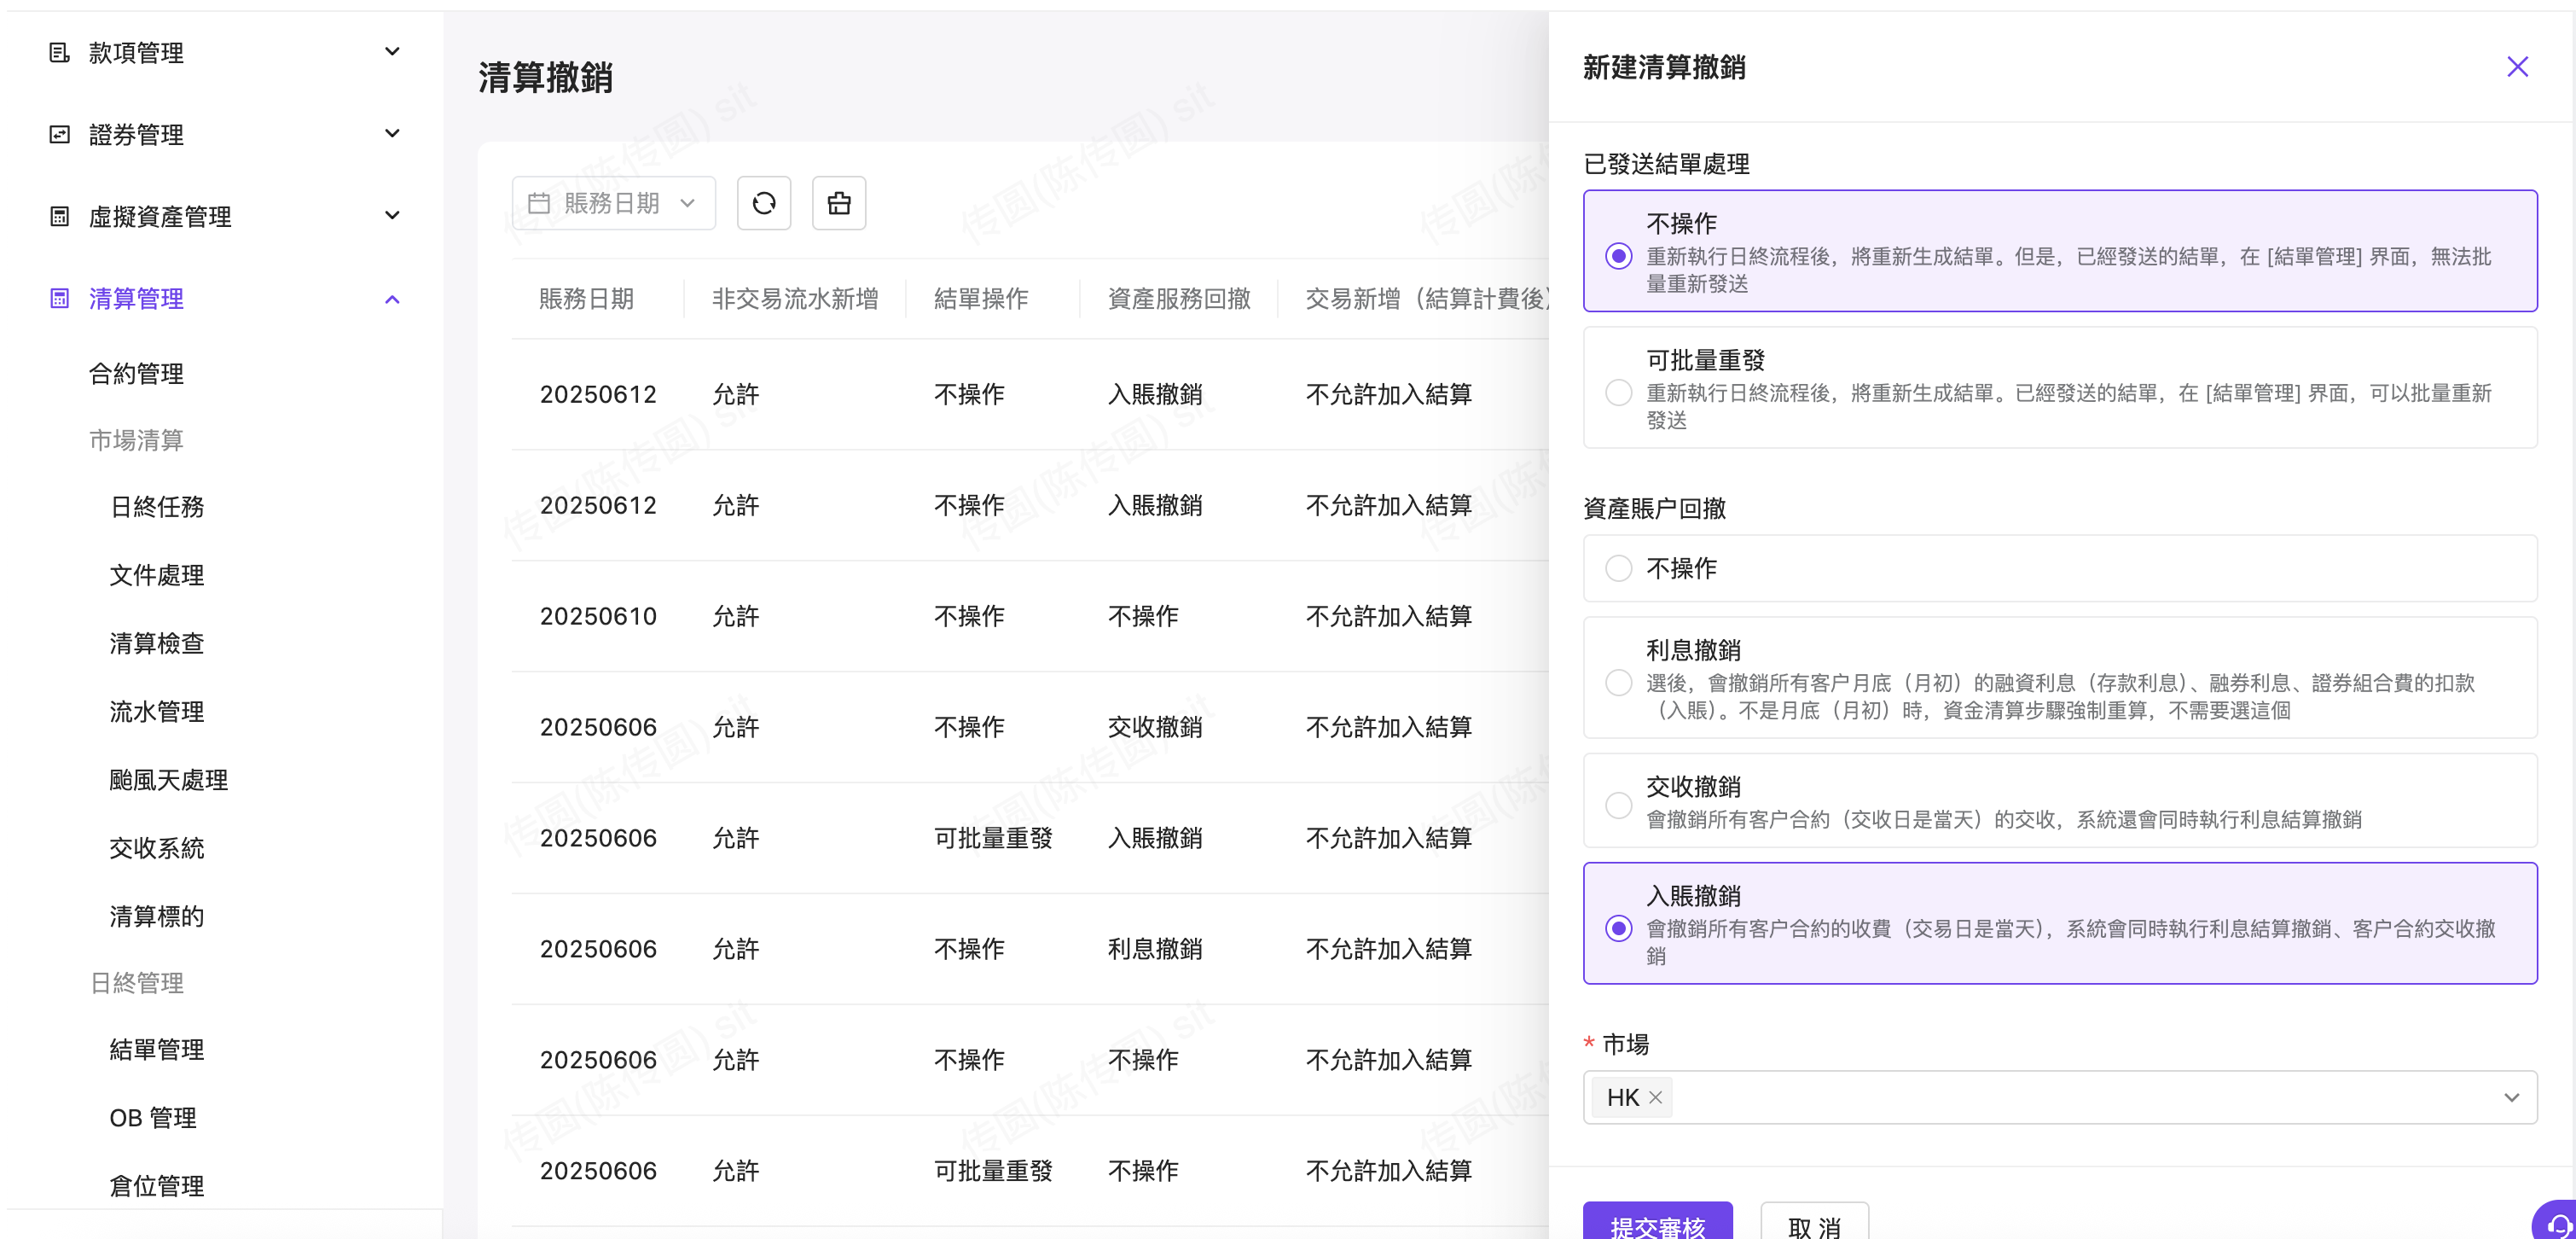 款項管理
證券管理
虛擬資產管理
清算管理
合約管理
市場清算
日終任務
文件處理
清算檢查
流水管理
颱風天處理
交收系統
清算標的
日終管理
結單管理
OB 管理
倉位管理
清算撤銷
賬務日期
賬務日期 非交易流水新增 結單操作 資產服務回撤 交易新增（結算計費後）
20250612 允許 不操作 入賬撤銷 不允許加入結算
20250612 允許 不操作 入賬撤銷 不允許加入結算
20250610 允許 不操作 不操作 不允許加入結算
20250606 允許 不操作 交收撤銷 不允許加入結算
20250606 允許 可批量重發 入賬撤銷 不允許加入結算
20250606 允許 不操作 利息撤銷 不允許加入結算
20250606 允許 不操作 不操作 不允許加入結算
20250606 允許 可批量重發 不操作 不允許加入結算
传圆(陈传圆) sit
新建清算撤銷
已發送結單處理
不操作
重新執行日終流程後，將重新生成結單。但是，已經發送的結單，在 [結單管理] 界面，無法批
量重新發送
可批量重發
重新執行日終流程後，將重新生成結單。已經發送的結單，在 [結單管理] 界面，可以批量重新
發送
資產賬户回撤
不操作
利息撤銷
選後，會撤銷所有客户月底（月初）的融資利息（存款利息）、融券利息、證券組合費的扣款
（入賬）。不是月底（月初）時，資金清算步驟強制重算，不需要選這個
交收撤銷
會撤銷所有客户合約（交收日是當天）的交收，系統還會同時執行利息結算撤銷
入賬撤銷
會撤銷所有客户合約的收費（交易日是當天），系統會同時執行利息結算撤銷、客户合約交收撤
銷
* 市場
HK
提交審核 取 消